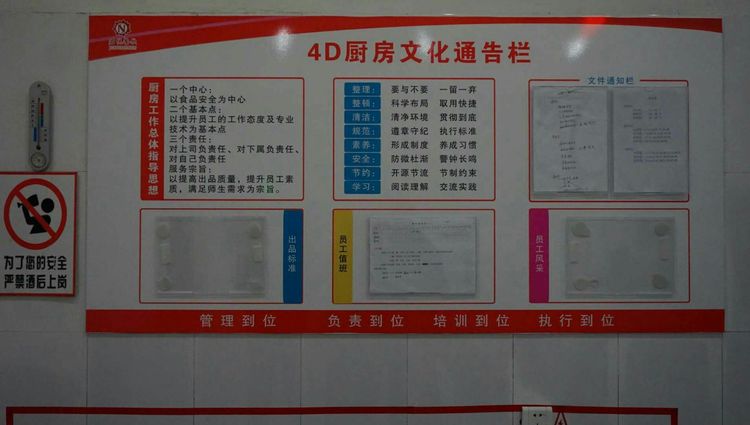 4D厨房文化通告栏
厨房工作总体指导思想
一个中心：
以食品安全为中心
二个基本点：
以提升员工的工作态度及专业
技术为基本点
三个责任：
对上司负责任、对下属负责任、
对自己负责任
服务宗旨：
以提高出品质量，提升员工素
质，满足师生需求为宗旨。
整理： 要与不要 一留一弃
整顿： 科学布局 取用快捷
清洁： 清净环境 贯彻到底
规范： 遵章守纪 执行标准
素养： 形成制度 养成习惯
安全： 防微杜渐 警钟长鸣
节约： 开源节流 节制约束
学习： 阅读理解 交流实践
文件通知栏
出品标准
员工值班
员工风采
管理到位 负责到位 培训到位 执行到位
为了您的安全
严禁酒后上岗